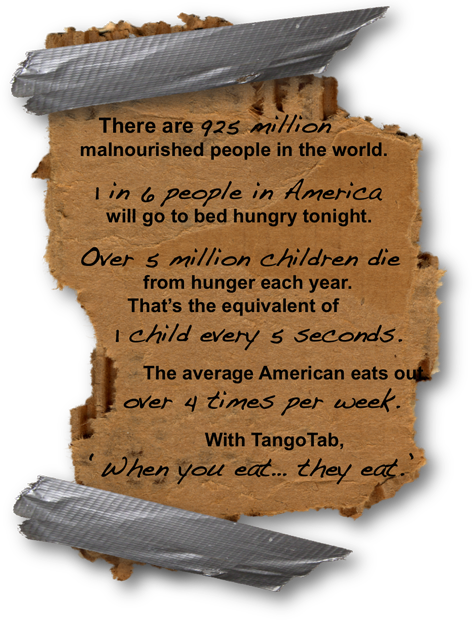 There are 925 million
malnourished people in the world.
1 in 6 people in America
will go to bed hungry tonight.
Over 5 million children die
from hunger each year.
That's the equivalent of
1 child every 5 seconds.
The average American eats out
over 4 times per week.
With TangoTab,
'When you eat... they eat.'